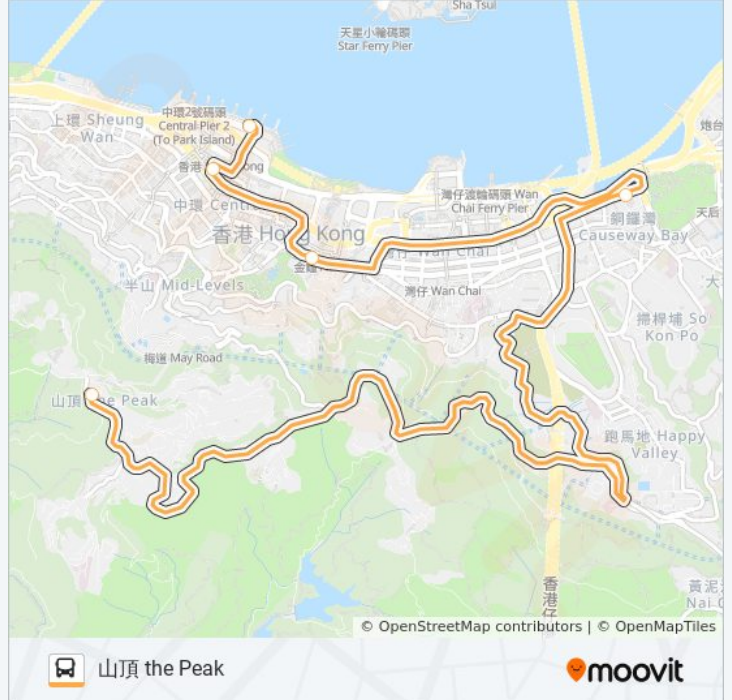 Sha Tsui
天星小輪碼頭
Star Ferry Pier
上環 Sheung
Wan
中環2號碼頭
Central Pier 2
(To Park Island)
炮台
香港
ong
中環 Cent
灣仔渡輪碼頭 Wan
Chai Ferry Pier
天后
銅鑼灣
Causeway Bay
香港 Hong Kong
灣仔 Wan Chai
金鐘
半山 Mid-Levels
灣仔 Wan Chai
大
掃桿埔 So
Kon Po
梅道 May Road
山頂 the Peak
跑馬地 Happy
Valley
香港仔
黃泥
Nai C
© OpenStreetMap contributors | © OpenMapTiles
山頂 the Peak
moovit